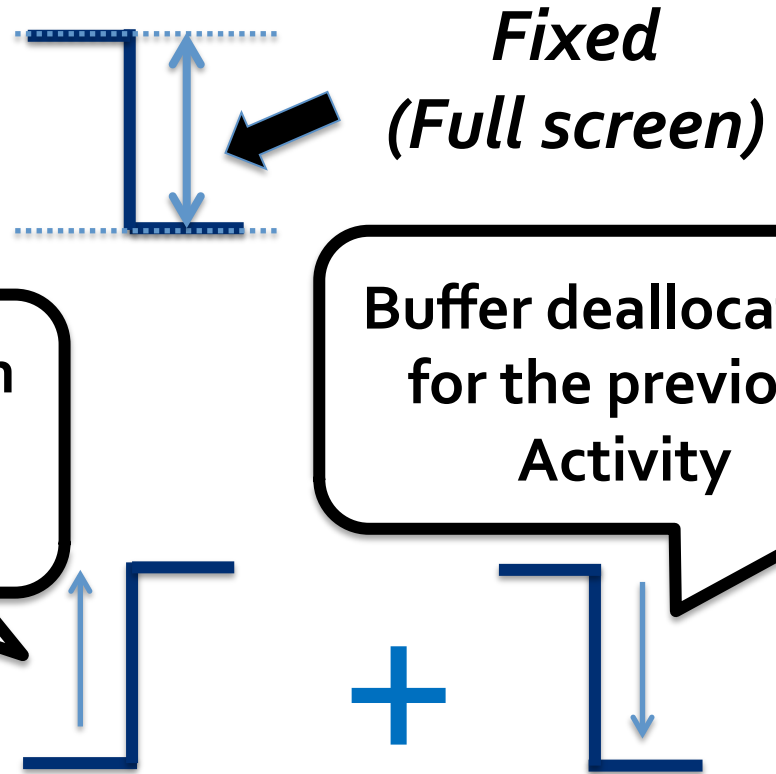 Fixed
(Full screen)
Buffer dealloca
for the previo
Activity
n